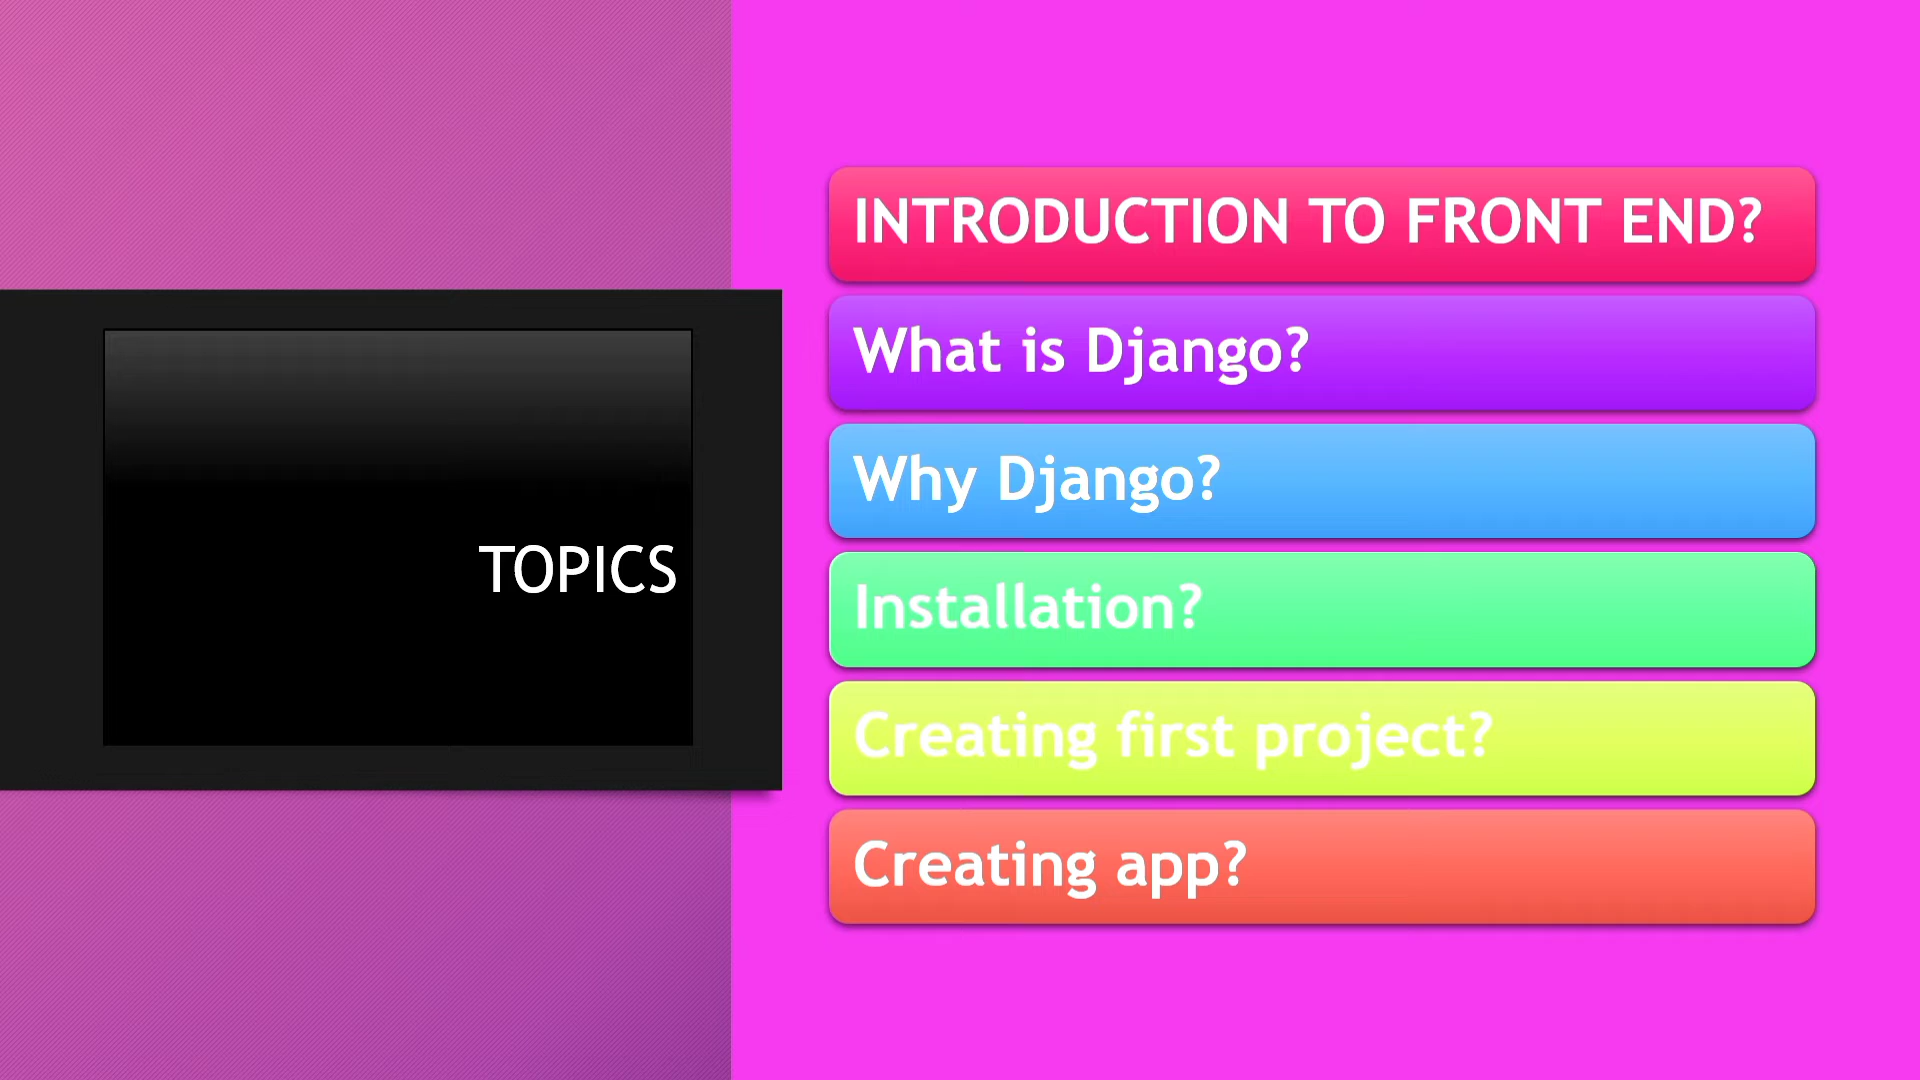 TOPICS
INTRODUCTION TO FRONT END?
What is Django?
Why Django?
Installation?
Creating first project?
Creating app?